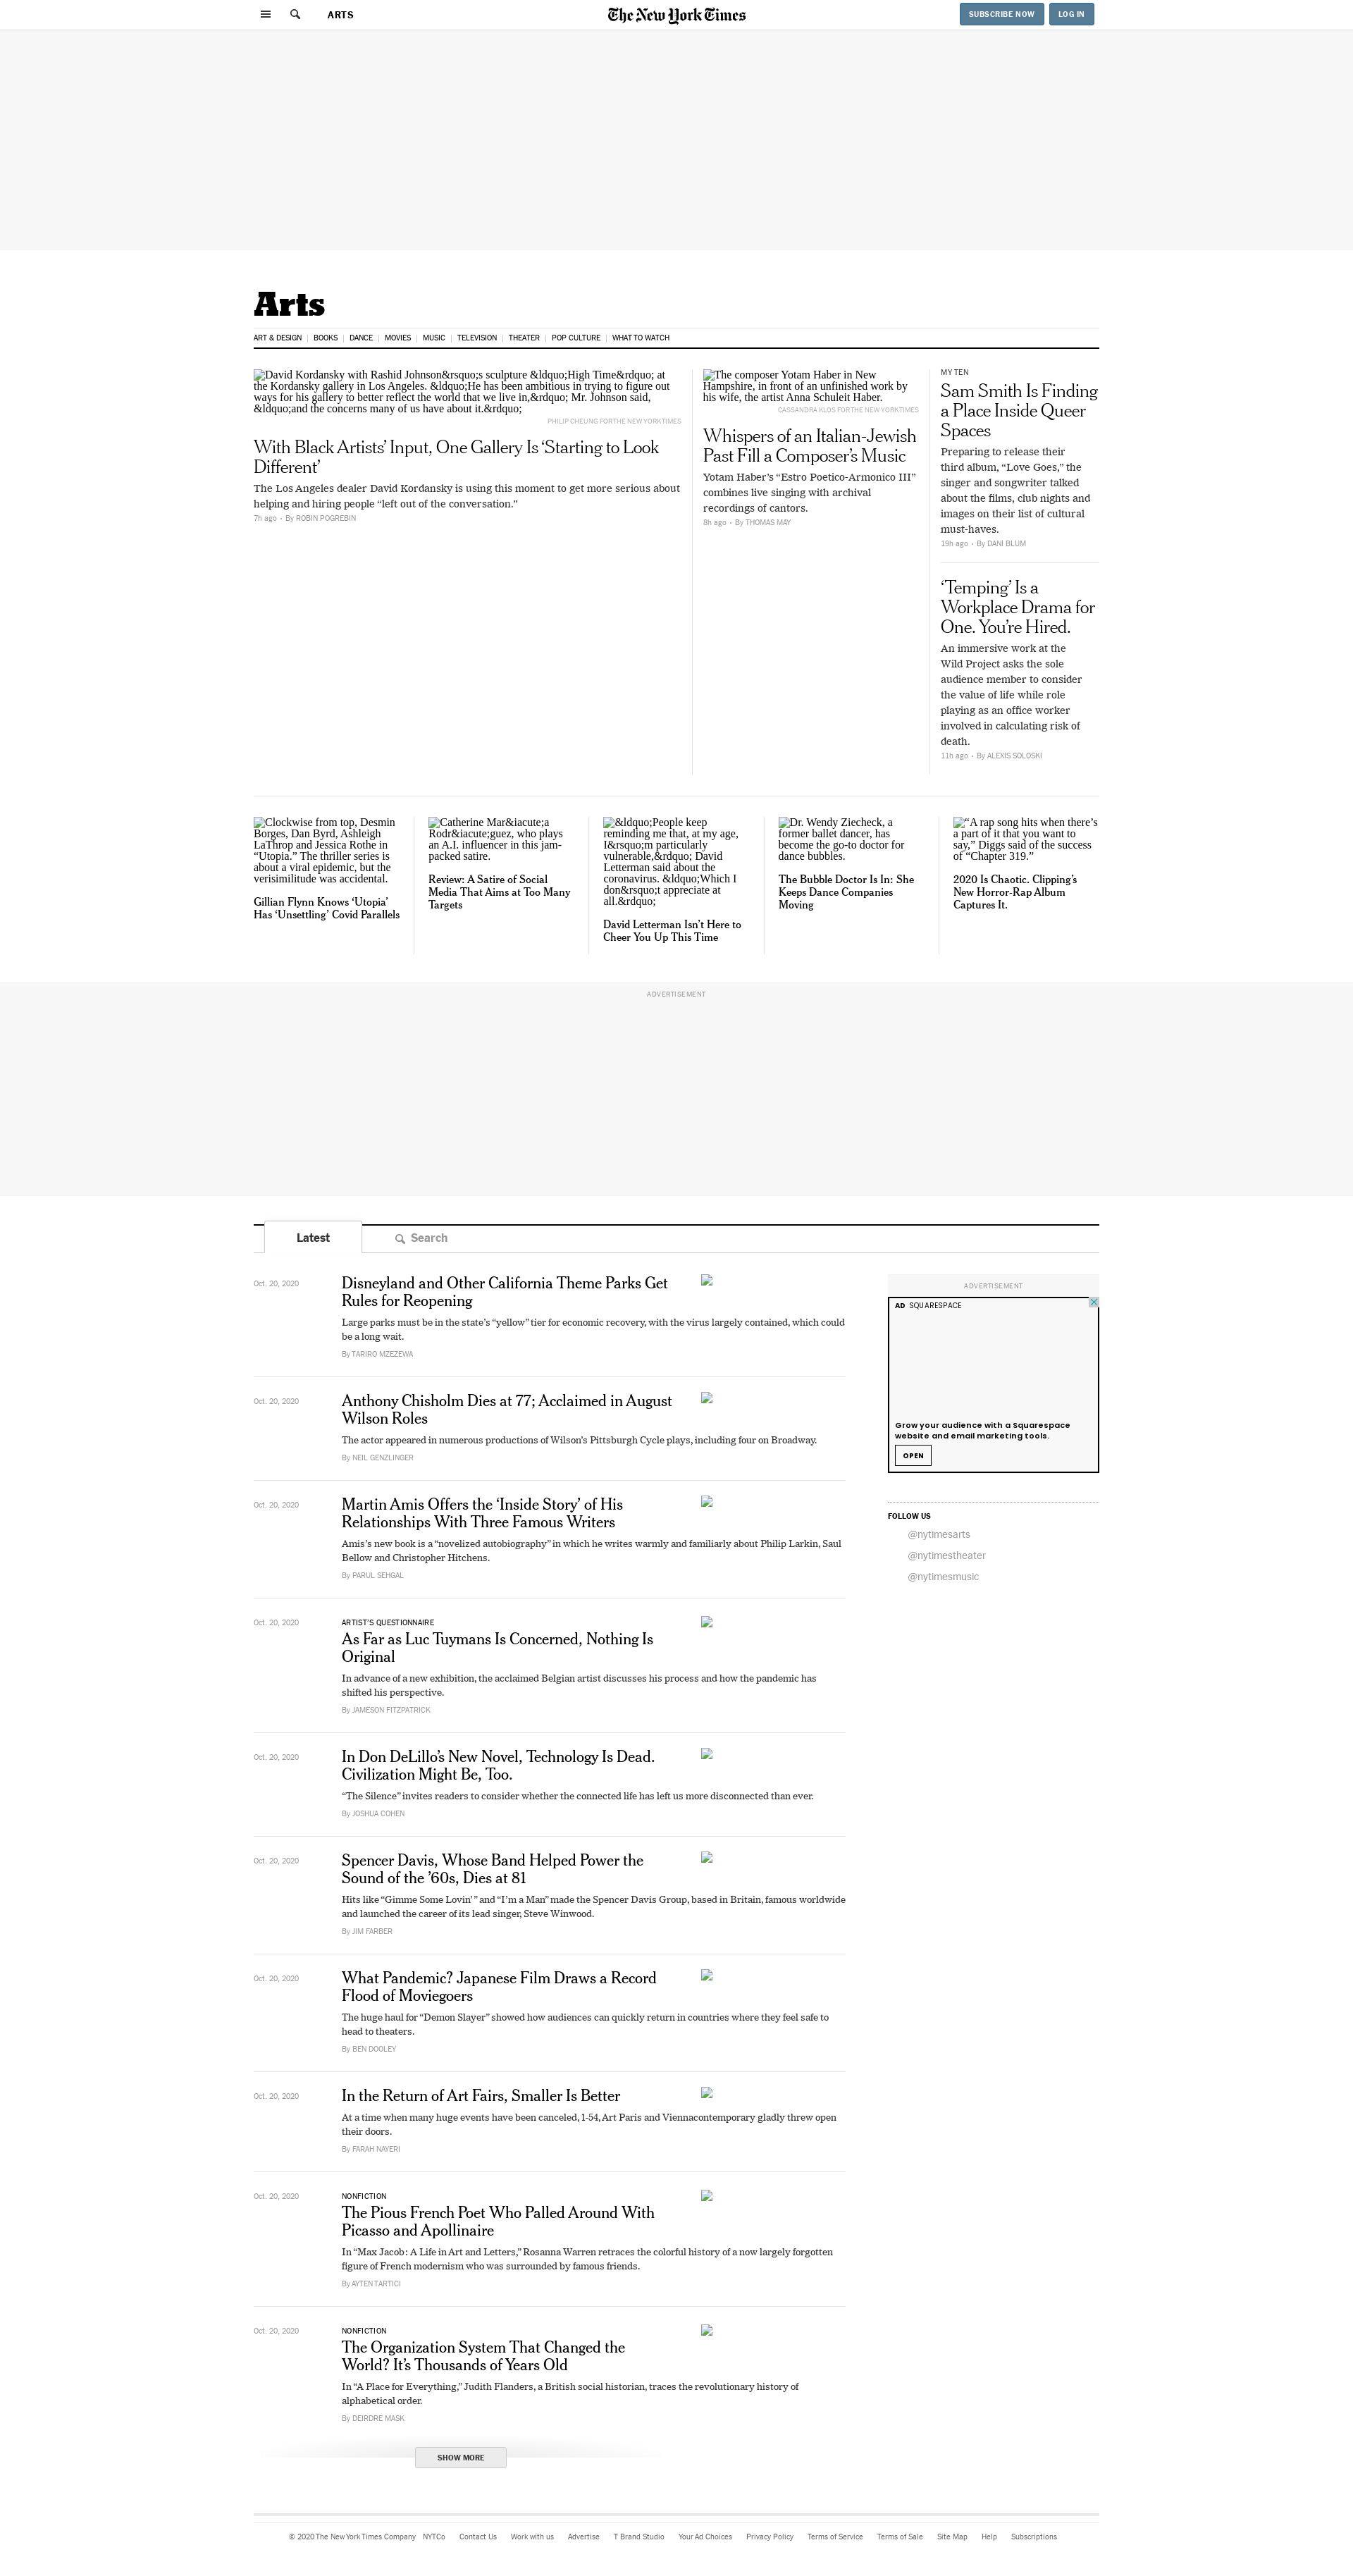 ARTS
The New York Times
SUBSCRIBE NOW
LOG IN
Arts
ART & DESIGN
BOOKS
DANCE
MOVIES
MUSIC
TELEVISION
THEATER
POP CULTURE
WHAT TO WATCH
David Kordansky with Rashid Johnson&rsquo;s sculpture &ldquo;High Time&rdquo; at
the Kordansky gallery in Los Angeles. &ldquo;He has been ambitious in trying to figure out
ways for his gallery to better reflect the world that we live in,&rdquo; Mr. Johnson said,
&ldquo;and the concerns many of us have about it.&rdquo;
PHILIP CHEUNG FOR THE NEW YORK TIMES
With Black Artists’ Input, One Gallery Is ‘Starting to Look
Different’
The Los Angeles dealer David Kordansky is using this moment to get more serious about
helping and hiring people “left out of the conversation.”
7h ago • By ROBIN POGREBIN
The composer Yotam Haber in New
Hampshire, in front of an unfinished work by
his wife, the artist Anna Schuleit Haber.
CASSANDRA KLOS FOR THE NEW YORK TIMES
Whispers of an Italian-Jewish
Past Fill a Composer’s Music
Yotam Haber’s “Estro Poetico-Armonico III”
combines live singing with archival
recordings of cantors.
8h ago • By THOMAS MAY
MY TEN
Sam Smith Is Finding
a Place Inside Queer
Spaces
Preparing to release their
third album, “Love Goes,” the
singer and songwriter talked
about the films, club nights and
images on their list of cultural
must-haves.
19h ago • By DANI BLUM
‘Temping’ Is a
Workplace Drama for
One. You’re Hired.
An immersive work at the
Wild Project asks the sole
audience member to consider
the value of life while role
playing as an office worker
involved in calculating risk of
death.
11h ago • By ALEXIS SOLOSKI
Clockwise from top, Desmin
Borges, Dan Byrd, Ashleigh
LaThrop and Jessica Rothe in
“Utopia.” The thriller series is
about a viral epidemic, but the
verisimilitude was accidental.
Gillian Flynn Knows ‘Utopia’
Has ‘Unsettling’ Covid Parallels
Catherine Mar&iacute;a
Rodr&iacute;guez, who plays
an A.I. influencer in this jam-
packed satire.
Review: A Satire of Social
Media That Aims at Too Many
Targets
&ldquo;People keep
reminding me that, at my age,
I&rsquo;m particularly
vulnerable,&rdquo; David
Letterman said about the
coronavirus. &ldquo;Which I
don&rsquo;t appreciate at
all.&rdquo;
David Letterman Isn’t Here to
Cheer You Up This Time
Dr. Wendy Ziecheck, a
former ballet dancer, has
become the go-to doctor for
dance bubbles.
The Bubble Doctor Is In: She
Keeps Dance Companies
Moving
“A rap song hits when there’s
a part of it that you want to
say,” Diggs said of the success
of “Chapter 319.”
2020 Is Chaotic. Clipping’s
New Horror-Rap Album
Captures It.
ADVERTISEMENT
Latest
Search
Oct. 20, 2020
Disneyland and Other California Theme Parks Get
Rules for Reopening
Large parks must be in the state’s “yellow” tier for economic recovery, with the virus largely contained, which could
be a long wait.
By TARIRO MZEZEWA
Oct. 20, 2020
Anthony Chisholm Dies at 77; Acclaimed in August
Wilson Roles
The actor appeared in numerous productions of Wilson’s Pittsburgh Cycle plays, including four on Broadway.
By NEIL GENZLINGER
Oct. 20, 2020
Martin Amis Offers the ‘Inside Story’ of His
Relationships With Three Famous Writers
Amis’s new book is a “novelized autobiography” in which he writes warmly and familiarly about Philip Larkin, Saul
Bellow and Christopher Hitchens.
By PARUL SEHGAL
Oct. 20, 2020
ARTIST’S QUESTIONNAIRE
As Far as Luc Tuymans Is Concerned, Nothing Is
Original
In advance of a new exhibition, the acclaimed Belgian artist discusses his process and how the pandemic has
shifted his perspective.
By JAMESON FITZPATRICK
Oct. 20, 2020
In Don DeLillo’s New Novel, Technology Is Dead.
Civilization Might Be, Too.
“The Silence” invites readers to consider whether the connected life has left us more disconnected than ever.
By JOSHUA COHEN
Oct. 20, 2020
Spencer Davis, Whose Band Helped Power the
Sound of the ’60s, Dies at 81
Hits like “Gimme Some Lovin’ ” and “I’m a Man” made the Spencer Davis Group, based in Britain, famous worldwide
and launched the career of its lead singer, Steve Winwood.
By JIM FARBER
Oct. 20, 2020
What Pandemic? Japanese Film Draws a Record
Flood of Moviegoers
The huge haul for “Demon Slayer” showed how audiences can quickly return in countries where they feel safe to
head to theaters.
By BEN DOOLEY
Oct. 20, 2020
In the Return of Art Fairs, Smaller Is Better
At a time when many huge events have been canceled, 1-54, Art Paris and Viennacontemporary gladly threw open
their doors.
By FARAH NAYERI
Oct. 20, 2020
NONFICTION
The Pious French Poet Who Palled Around With
Picasso and Apollinaire
In “Max Jacob: A Life in Art and Letters,” Rosanna Warren retraces the colorful history of a now largely forgotten
figure of French modernism who was surrounded by famous friends.
By AYTEN TARTICI
Oct. 20, 2020
NONFICTION
The Organization System That Changed the
World? It’s Thousands of Years Old
In “A Place for Everything,” Judith Flanders, a British social historian, traces the revolutionary history of
alphabetical order.
By DEIRDRE MASK
SHOW MORE
ADVERTISEMENT
AD SQUARESPACE
Grow your audience with a Squarespace
website and email marketing tools.
OPEN
FOLLOW US
@nytimesarts
@nytimestheater
@nytimesmusic
© 2020 The New York Times Company NYTCo Contact Us Work with us Advertise T Brand Studio Your Ad Choices Privacy Policy Terms of Service Terms of Sale Site Map Help Subscriptions